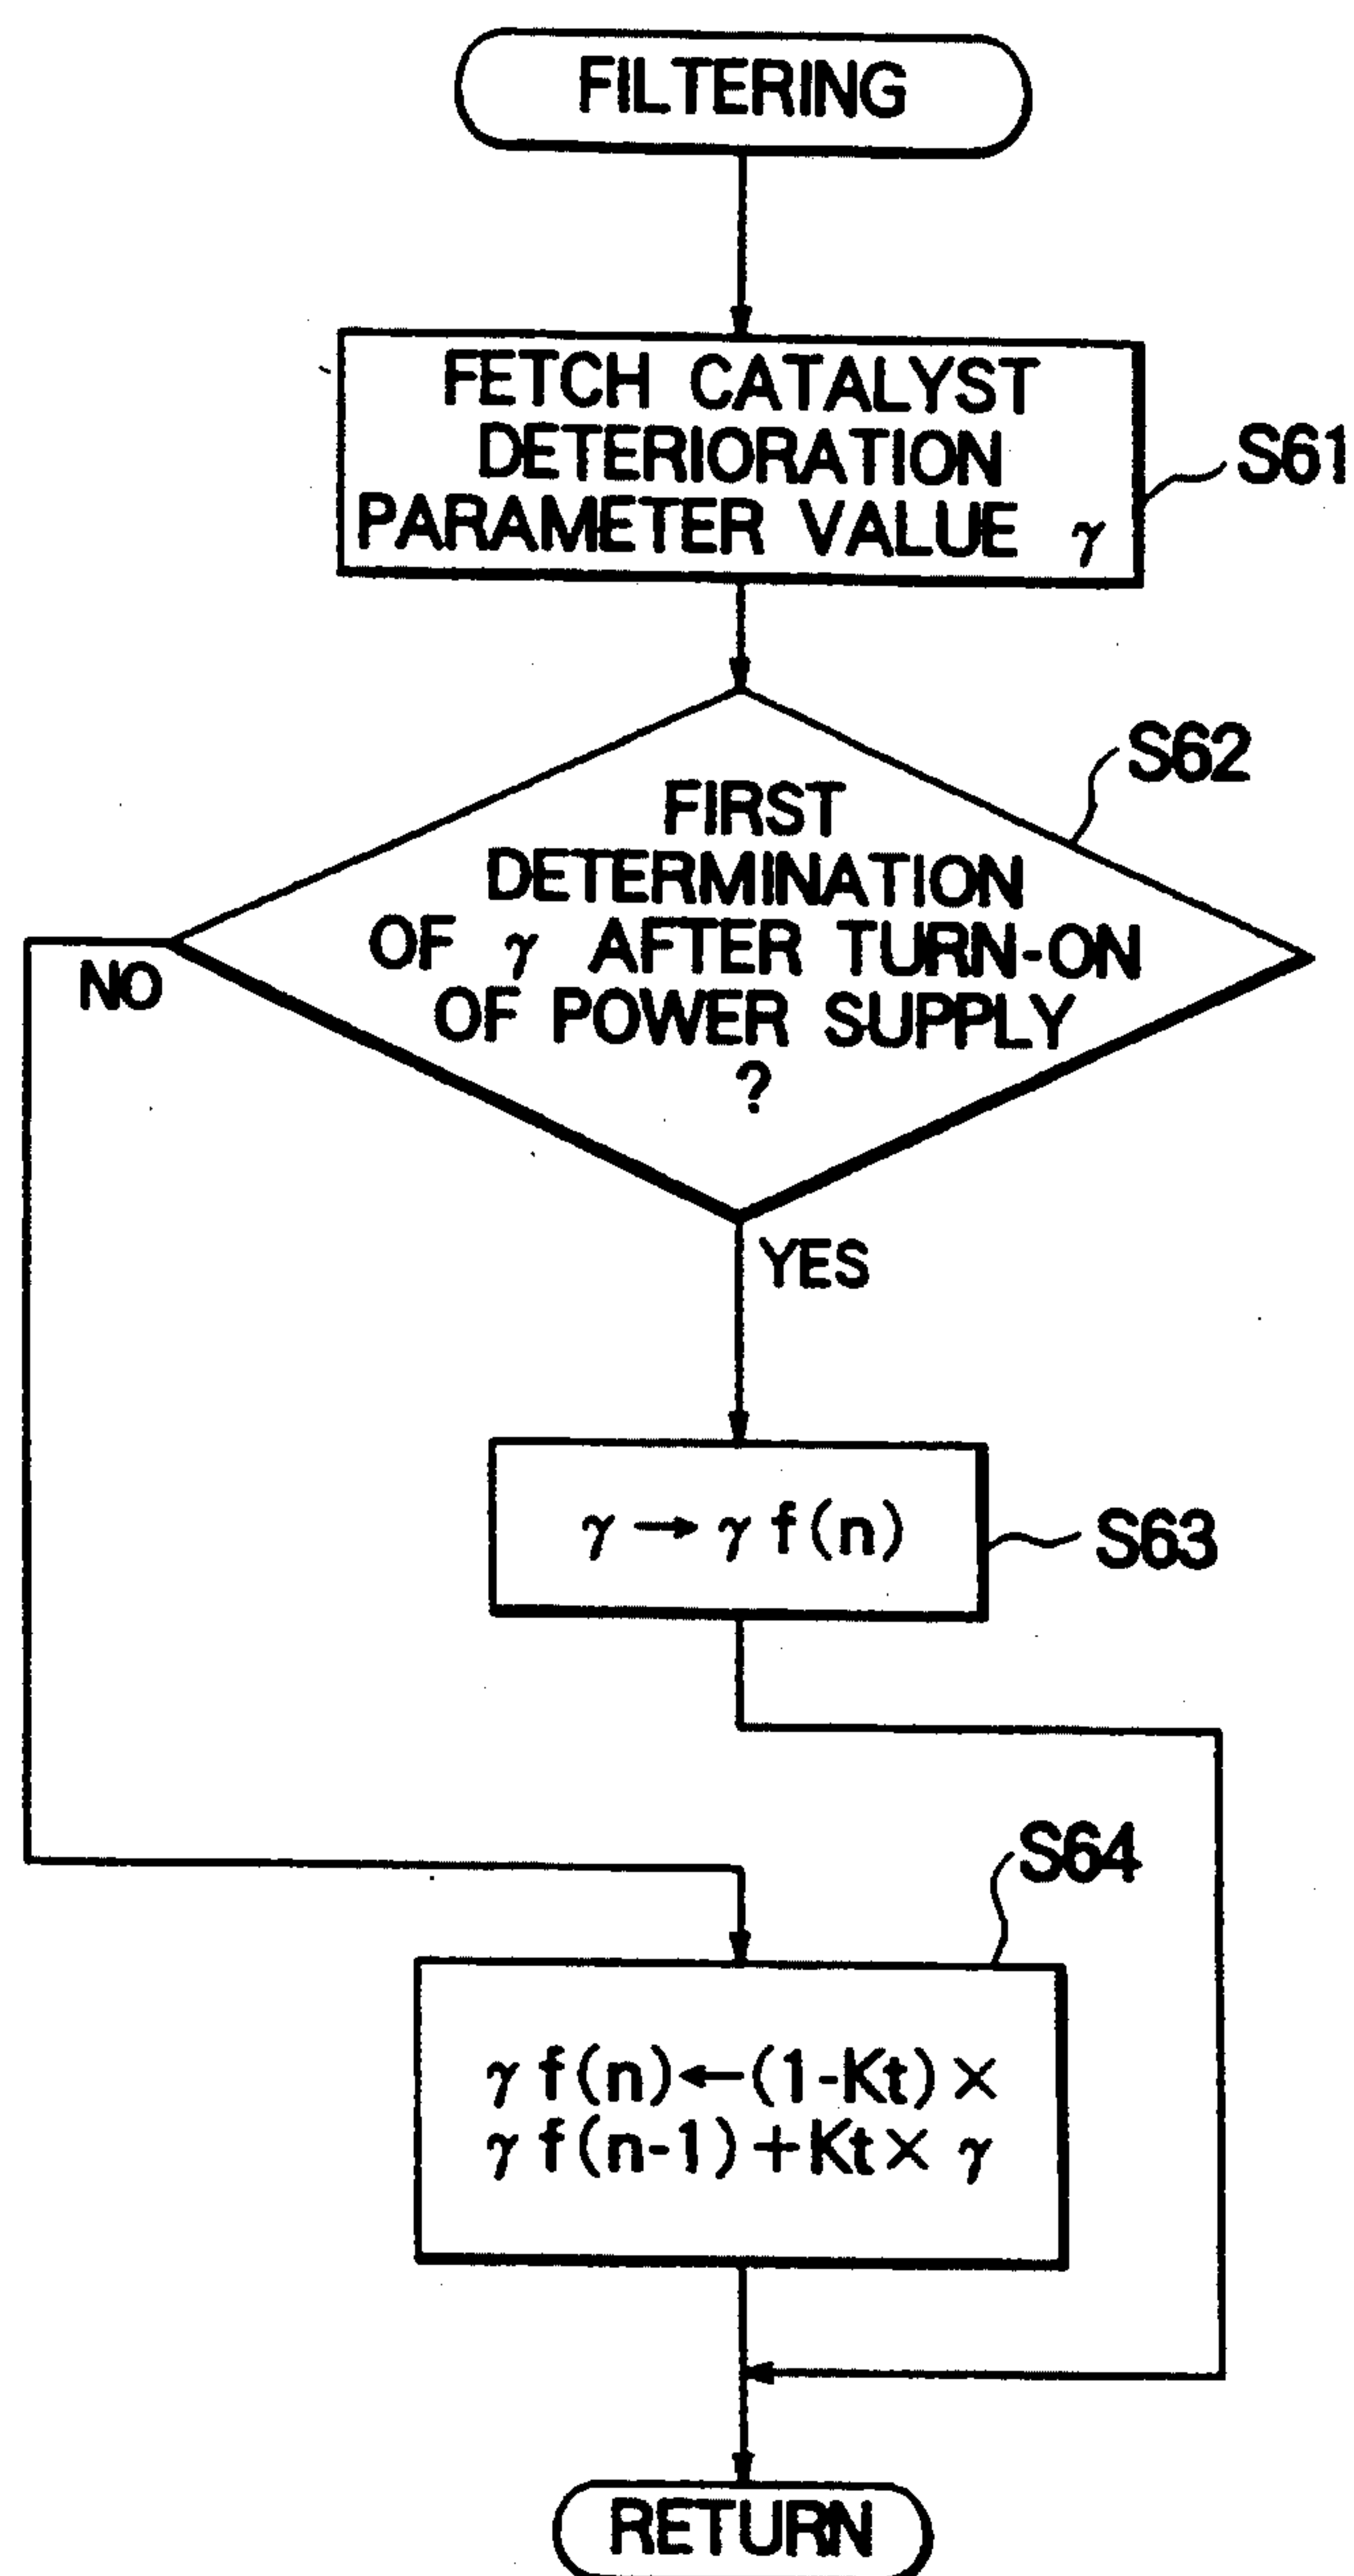 FILTERING
FETCH CATALYST
DETERIORATION
PARAMETER VALUE γ
S61
S62
FIRST
DETERMINATION
OF γ AFTER TURN-ON
OF POWER SUPPLY
?
NO
YES
γ → γ f(n)
S63
S64
γ f(n)←(1-Kt)×
γ f(n-1)+Kt× γ
RETURN